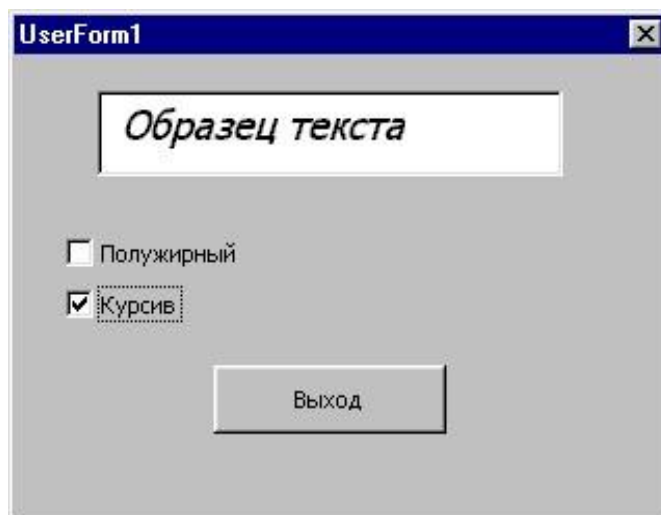 UserForm1
Образец текста
Полужирный
Курсив
Выход